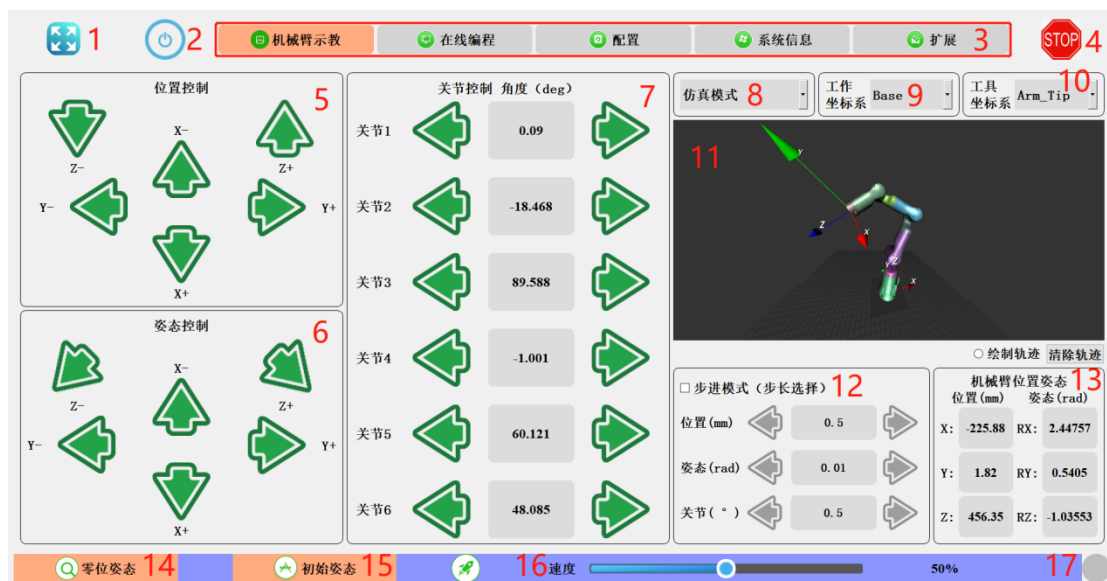 1
2
机械臂示教
在线编程
配置
系统信息
扩展
3
STOP
4
位置控制
5
X-
Z-
Z+
Y-
Y+
X+
姿态控制
6
X-
Z-
Z+
Y-
Y+
X+
关节控制 角度（deg）
7
关节1 0.09
关节2 -18.468
关节3 89.588
关节4 -1.001
关节5 60.121
关节6 48.085
仿真模式 8
工作坐标系 Base 9
工具坐标系 Arm_Tip 10
11
Y
Z
X
Y Z
X
绘制轨迹 清除轨迹
步进模式（步长选择） 12
位置(mm) 0.5
姿态(rad) 0.01
关节( ° ) 0.5
机械臂位置姿态 13
位置(mm) 姿态(rad)
X: -225.88 RX: 2.44757
Y: 1.82 RY: 0.5405
Z: 456.35 RZ: -1.03553
零位姿态 14
初始姿态 15
16 速度
50%
17